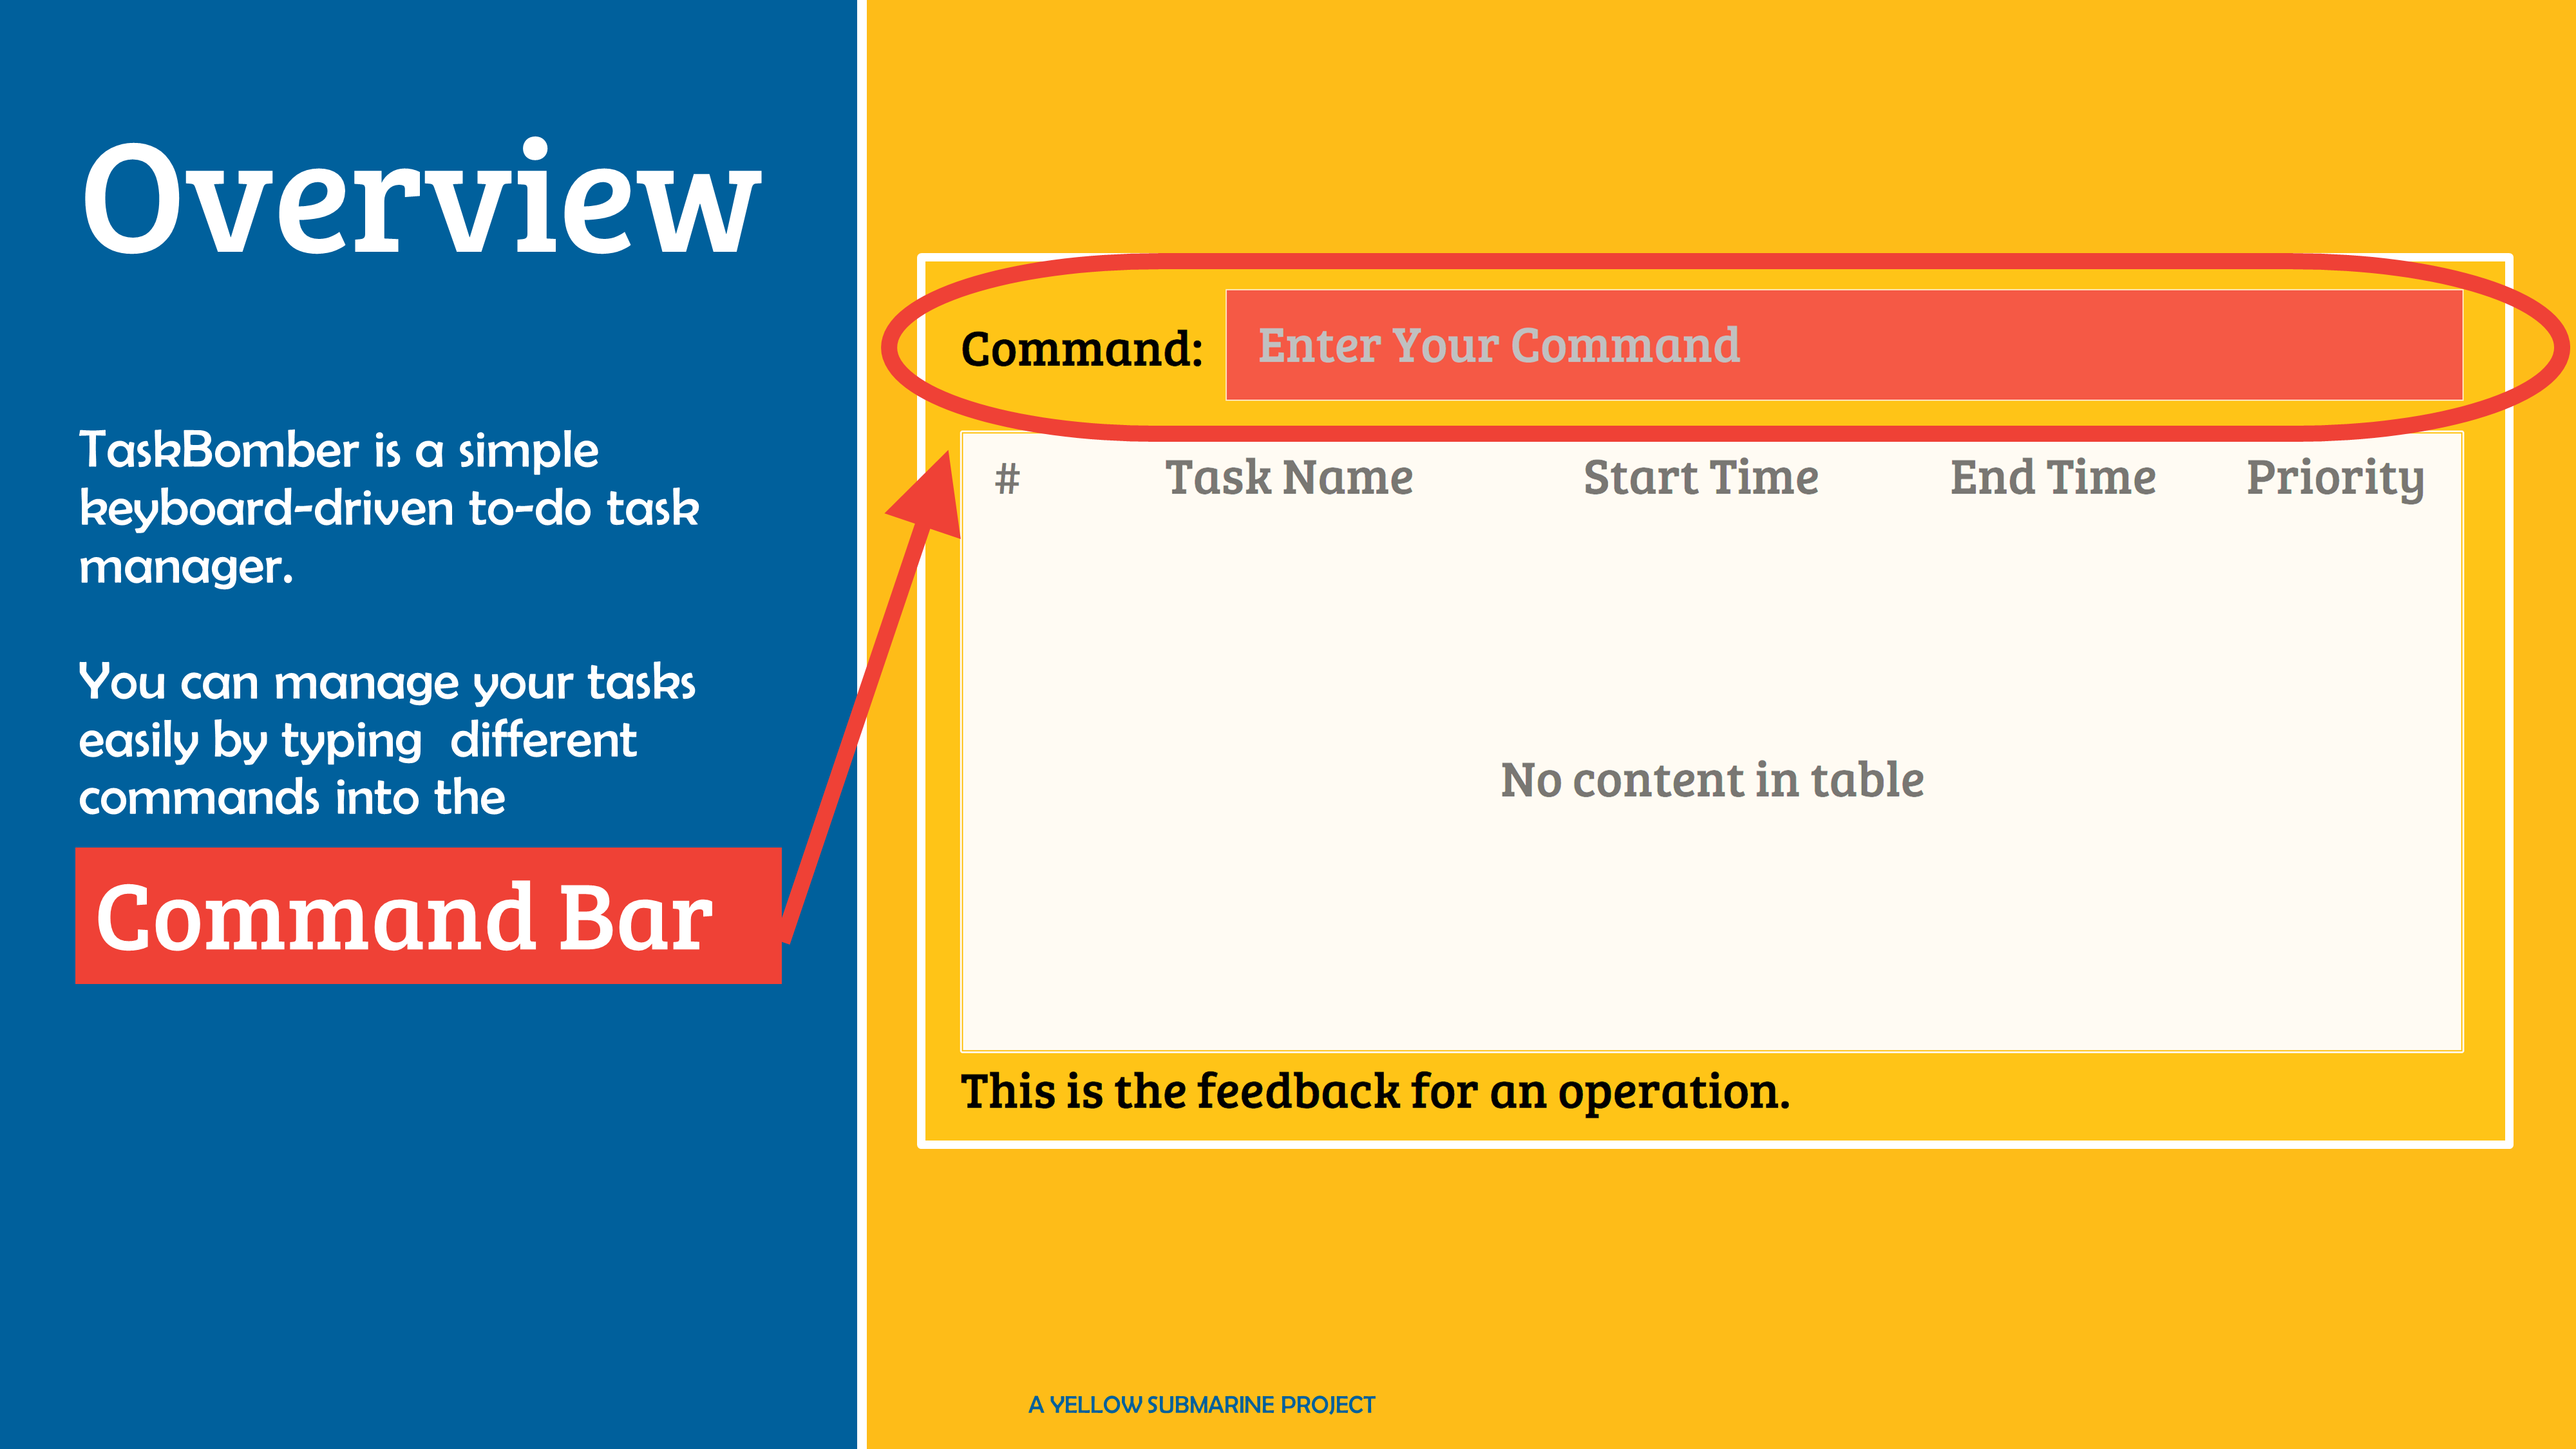 Overview
TaskBomber is a simple
keyboard-driven to-do task
manager.
You can manage your tasks
easily by typing  different
commands into the
Command Bar
Command: Enter Your Command
# Task Name Start Time End Time Priority
No content in table
This is the feedback for an operation.
A YELLOW SUBMARINE PROJECT